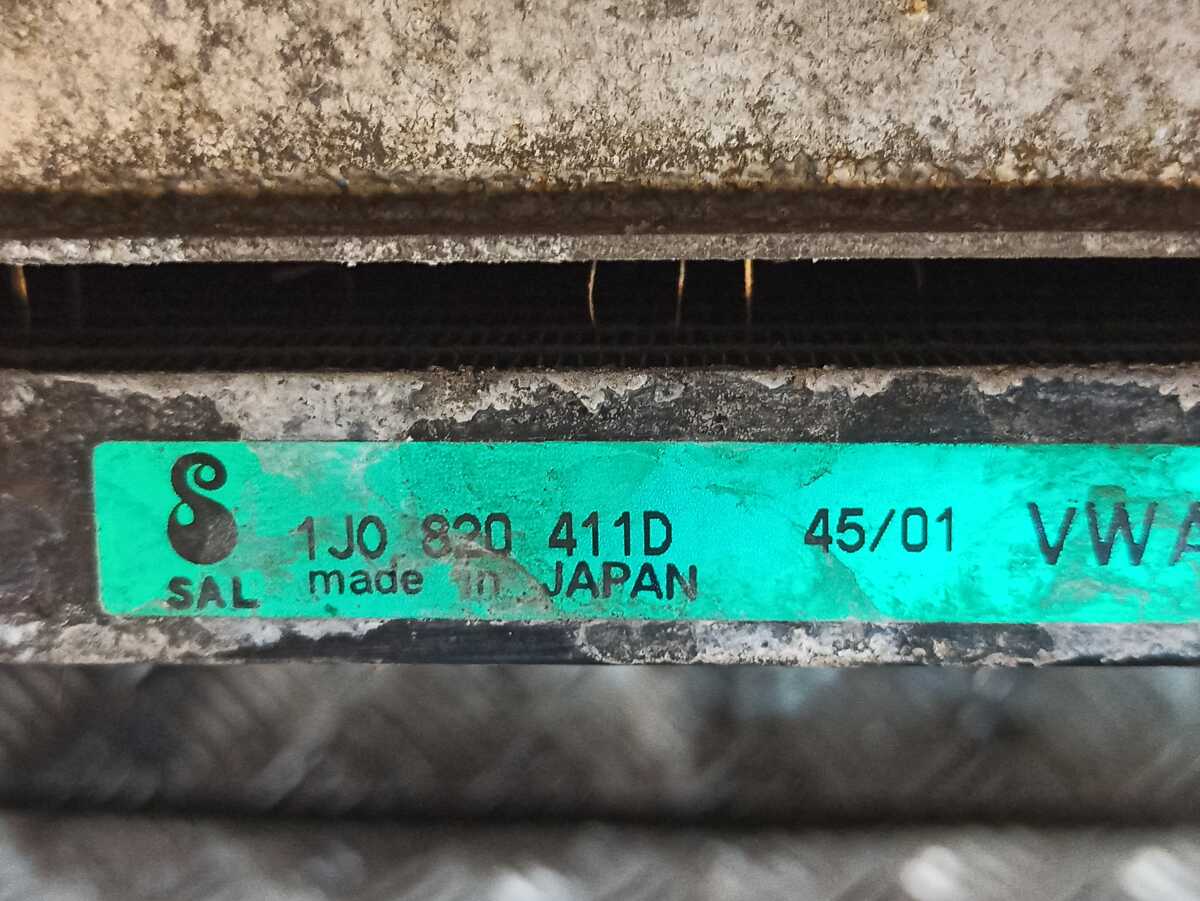 1J0 820 411D 45/01 VWA
made in JAPAN
SAL